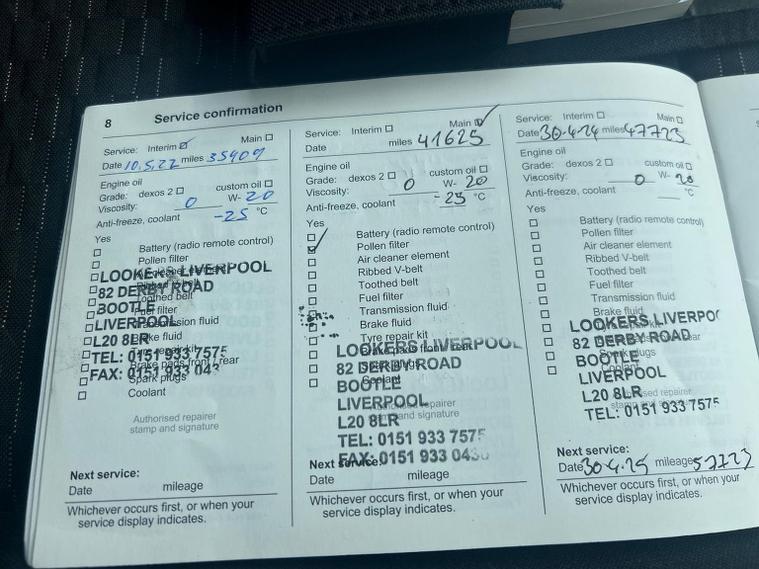 8 Service confirmation
Service: Interim ☑ Main ☐
Date 10.5.22 miles 35909
Engine oil
Grade: dexos 2 ☐ custom oil ☐
Viscosity: 0 W- 20
Anti-freeze, coolant -25 °C
Yes
☐ Battery (radio remote control)
☐ Pollen filter
LOOKERS LIVERPOOL
82 DERBY ROAD
Toothed belt
BOOTLE
LIVERPOOL
Brake fluid
L20 8LR
TEL: 0151 933 7575
Brake pads front / rear
FAX: 0151 933 043
☐ Spark plugs
☐ Coolant
Authorised repairer
stamp and signature
Next service:
Date mileage
Whichever occurs first, or when your
service display indicates.
Service: Interim ☐ Main ☑
Date miles 41625
Engine oil
Grade: dexos 2 ☐ custom oil ☐
Viscosity: 0 W- 20
Anti-freeze, coolant -25 °C
Yes
☐ Battery (radio remote control)
☑ Pollen filter
☐ Air cleaner element
☐ Ribbed V-belt
☐ Toothed belt
☐ Fuel filter
Transmission fluid
Brake fluid
☐ Tyre repair kit
LOOKERS LIVERPOOL
82 DERBY ROAD
BOOTLE
LIVERPOOL
L20 8LR
TEL: 0151 933 7575
FAX: 0151 933 0430
Next service:
Date mileage
Whichever occurs first, or when your
service display indicates.
Service: Interim ☐ Main ☐
Date 30.4.24 miles 47723
Engine oil
Grade: dexos 2 ☐ custom oil ☐
Viscosity: 0 W- 20
Anti-freeze, coolant °C
Yes
☐ Battery (radio remote control)
☐ Pollen filter
☐ Air cleaner element
☐ Ribbed V-belt
☐ Toothed belt
☐ Fuel filter
☐ Transmission fluid
☐ Brake fluid
LOOKERS LIVERPO
82 DERBY ROAD
BOOTLE
LIVERPOOL
L20 8LR
TEL: 0151 933 7575
Next service:
Date 30.4.25 mileage 57723
Whichever occurs first, or when your
service display indicates.